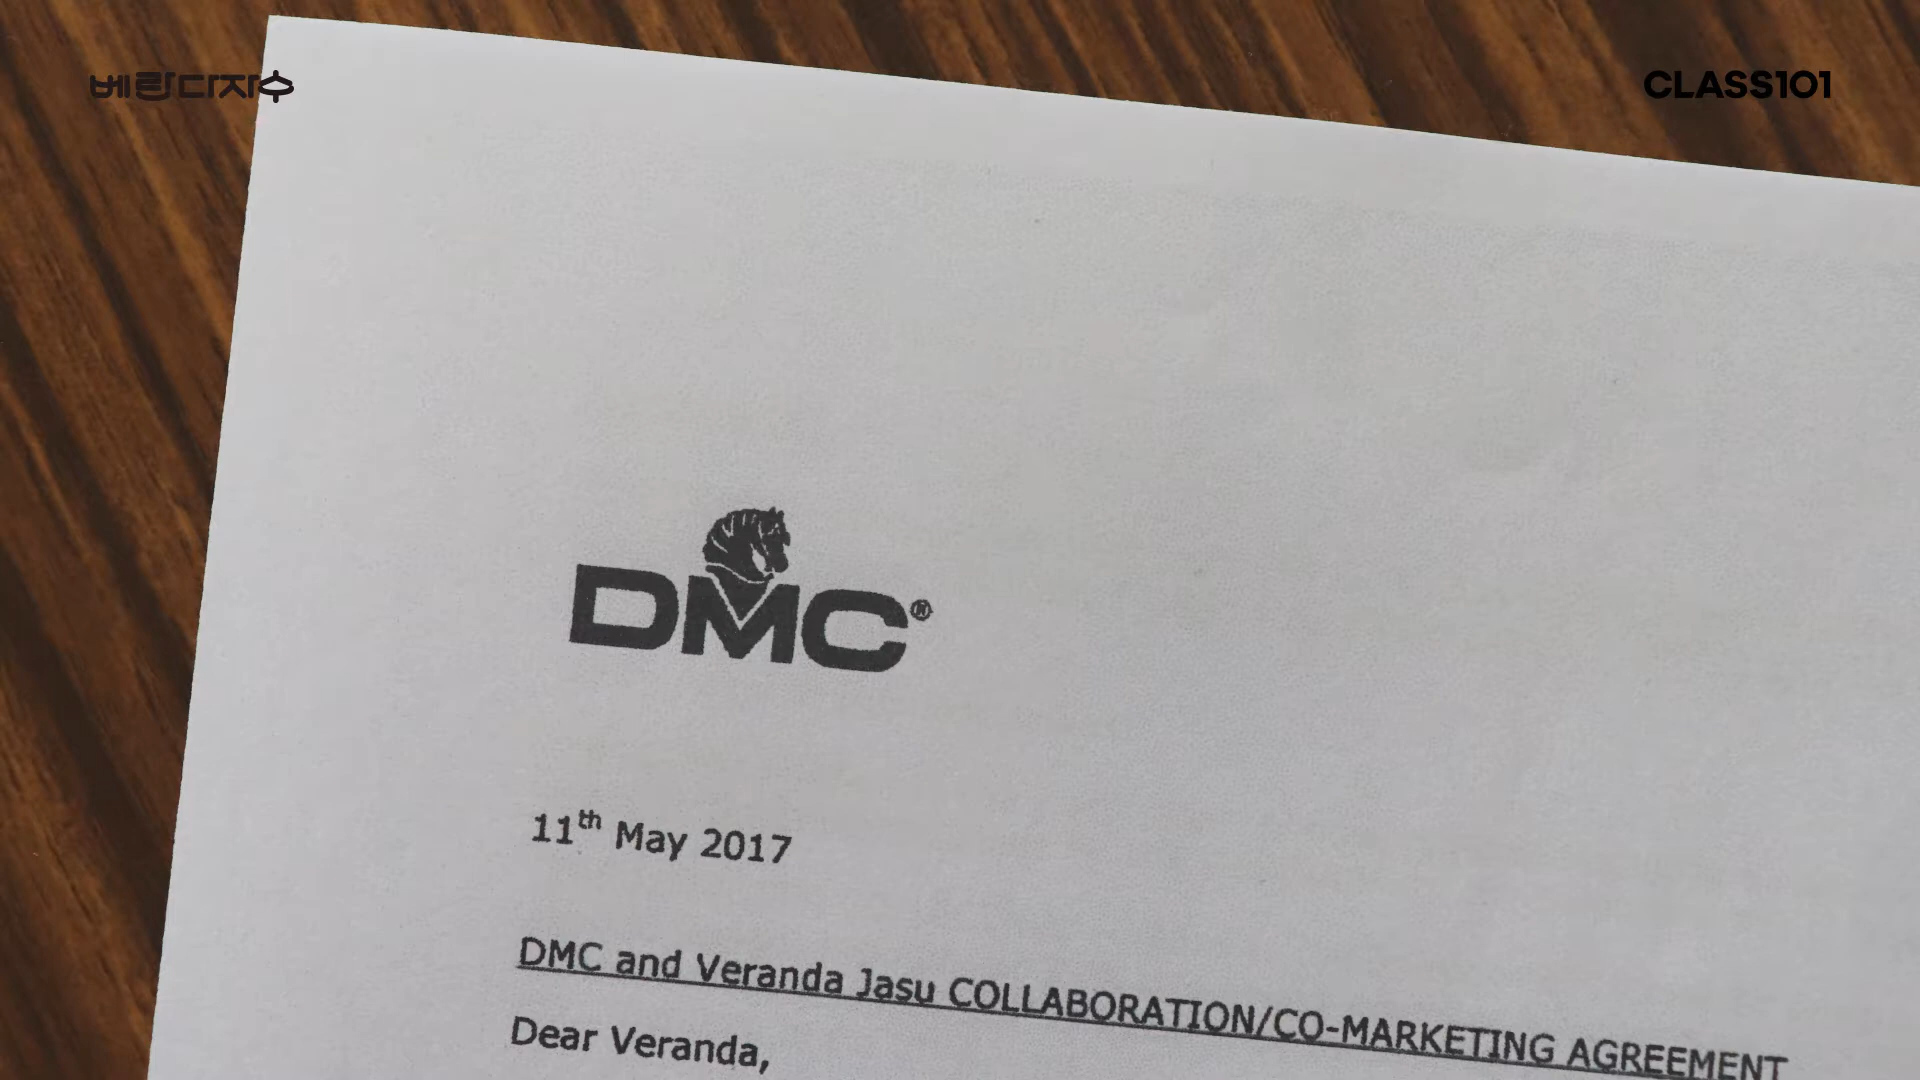 베란다자수
CLASS101
DMC®
11th May 2017
DMC and Veranda Jasu COLLABORATION/CO-MARKETING AGREEMENT
Dear Veranda,